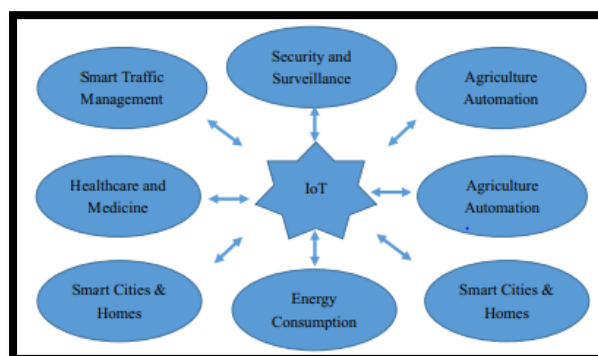 Security and
Surveillance
Smart Traffic
Management
Agriculture
Automation
Healthcare and
Medicine
IoT
Agriculture
Automation
Smart Cities &
Homes
Energy
Consumption
Smart Cities &
Homes